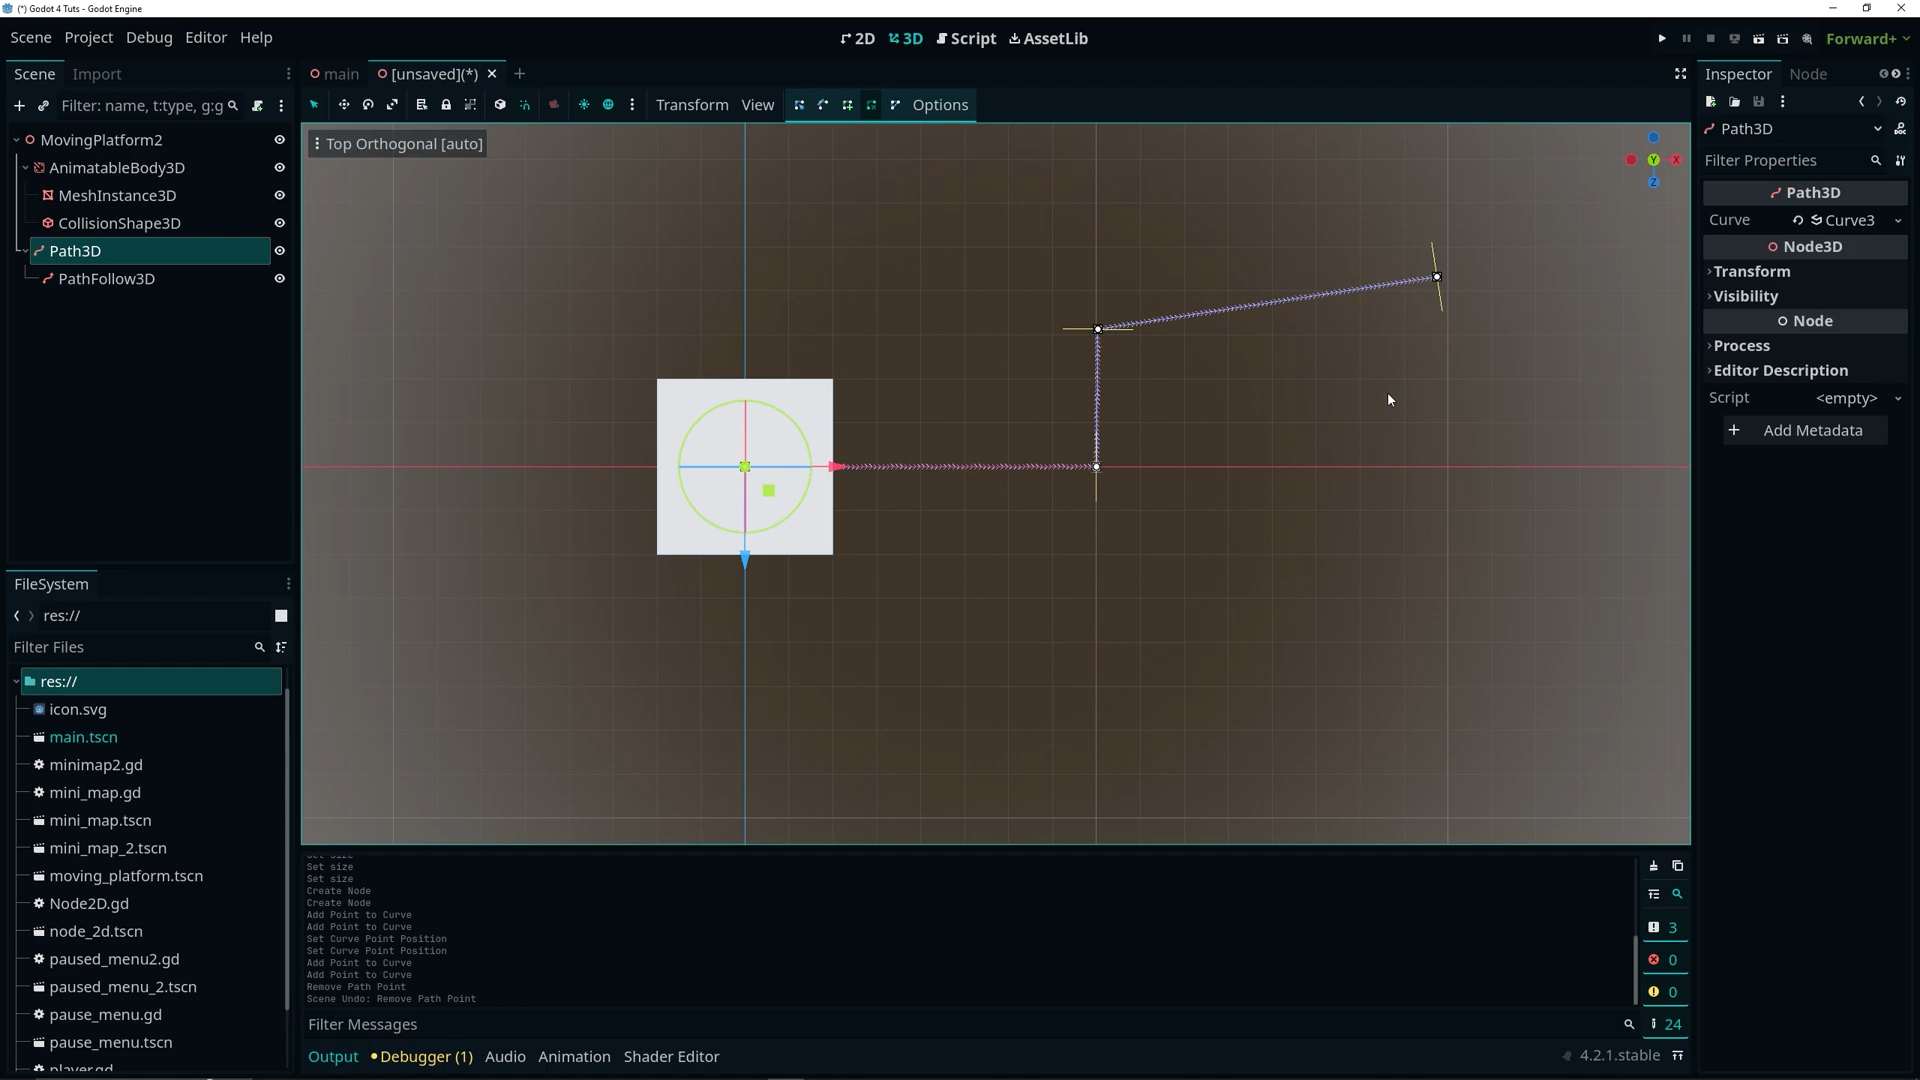 (*) Godot 4 Tuts - Godot Engine
Scene Project Debug Editor Help
2D 3D Script AssetLib
Forward+
Scene Import
main [unsaved](*)
Inspector Node
Filter: name, t:type, g:g
Transform View Options
MovingPlatform2
AnimatableBody3D
MeshInstance3D
CollisionShape3D
Path3D
PathFollow3D
Top Orthogonal [auto]
X
Y
Z
Path3D
Filter Properties
Path3D
Curve Curve3
Node3D
Transform
Visibility
Node
Process
Editor Description
Script <empty>
Add Metadata
FileSystem
res://
Filter Files
res://
icon.svg
main.tscn
minimap2.gd
mini_map.gd
mini_map.tscn
mini_map_2.tscn
moving_platform.tscn
Node2D.gd
node_2d.tscn
paused_menu2.gd
paused_menu_2.tscn
pause_menu.gd
pause_menu.tscn
player.gd
Set size
Set size
Set size
Create Node
Create Node
Add Point to Curve
Add Point to Curve
Set Curve Point Position
Set Curve Point Position
Add Point to Curve
Add Point to Curve
Remove Path Point
Scene Undo: Remove Path Point
Filter Messages
3
0
0
24
Output Debugger (1) Audio Animation Shader Editor
4.2.1.stable